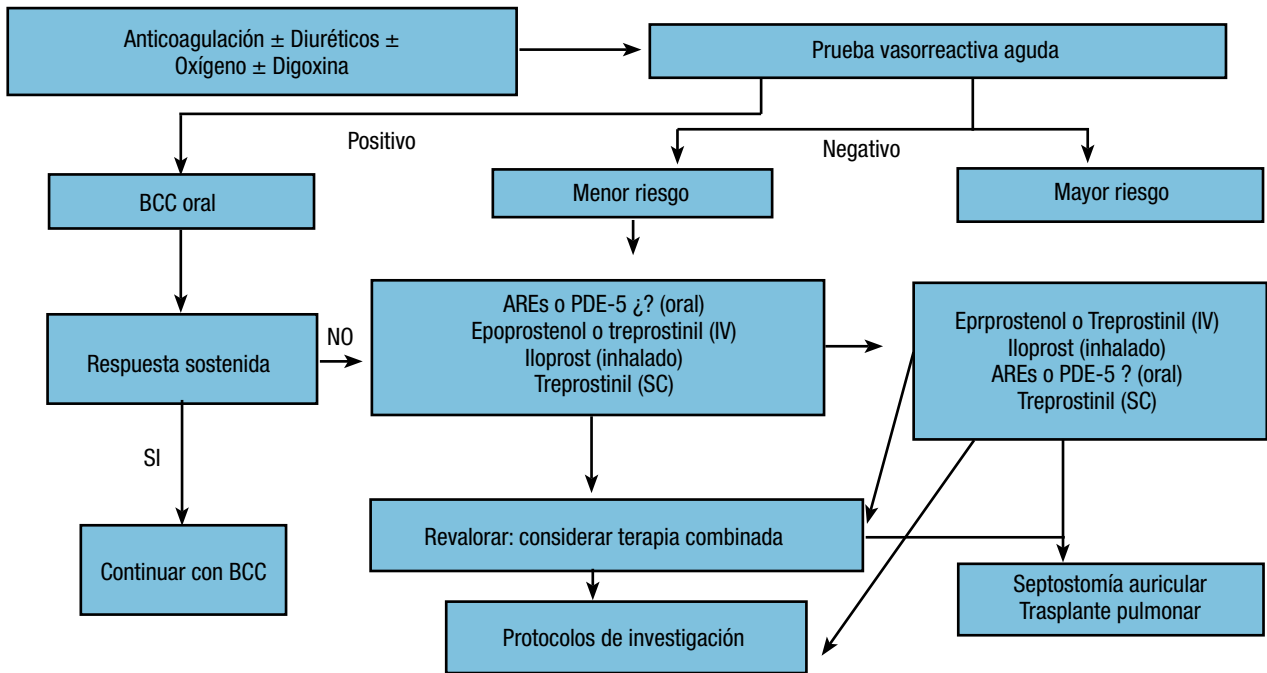 Anticoagulación ± Diuréticos ±
Oxígeno ± Digoxina
Prueba vasorreactiva aguda
Positivo
Negativo
BCC oral
Menor riesgo
Mayor riesgo
Respuesta sostenida
NO
AREs o PDE-5 ¿? (oral)
Epoprostenol o treprostinil (IV)
Iloprost (inhalado)
Treprostinil (SC)
Eprprostenol o Treprostinil (IV)
Iloprost (inhalado)
AREs o PDE-5 ? (oral)
Treprostinil (SC)
SI
Continuar con BCC
Revalorar: considerar terapia combinada
Septostomía auricular
Trasplante pulmonar
Protocolos de investigación